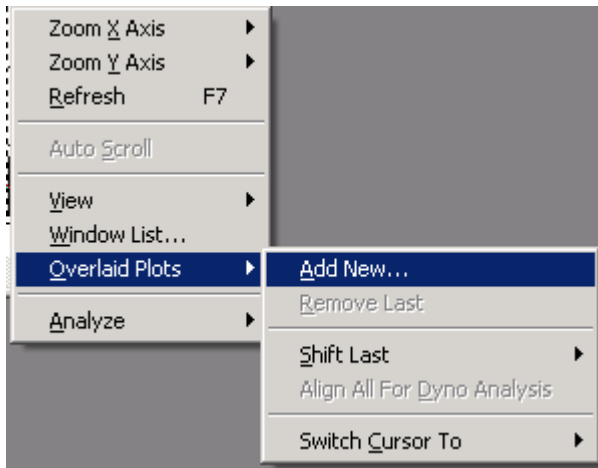 Zoom X Axis
Zoom Y Axis
Refresh F7
Auto Scroll
View
Window List...
Overlaid Plots
Analyze
Add New...
Remove Last
Shift Last
Align All For Dyno Analysis
Switch Cursor To